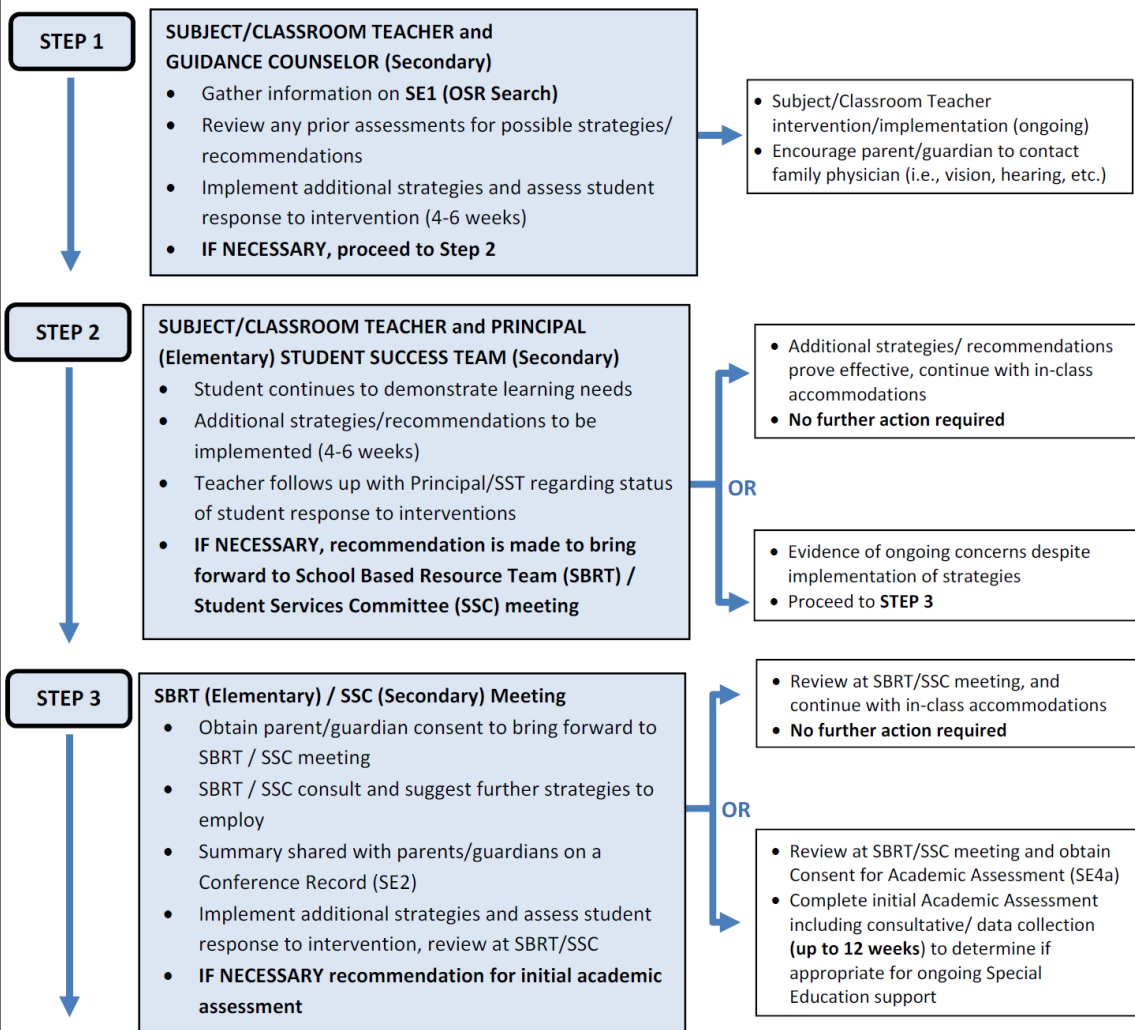 STEP 1
SUBJECT/CLASSROOM TEACHER and
GUIDANCE COUNSELOR (Secondary)
• Gather information on SE1 (OSR Search)
• Review any prior assessments for possible strategies/
recommendations
• Implement additional strategies and assess student
response to intervention (4-6 weeks)
• IF NECESSARY, proceed to Step 2
• Subject/Classroom Teacher
intervention/implementation (ongoing)
• Encourage parent/guardian to contact
family physician (i.e., vision, hearing, etc.)
STEP 2
SUBJECT/CLASSROOM TEACHER and PRINCIPAL
(Elementary) STUDENT SUCCESS TEAM (Secondary)
• Student continues to demonstrate learning needs
• Additional strategies/recommendations to be
implemented (4-6 weeks)
• Teacher follows up with Principal/SST regarding status
of student response to interventions
• IF NECESSARY, recommendation is made to bring
forward to School Based Resource Team (SBRT) /
Student Services Committee (SSC) meeting
• Additional strategies/ recommendations
prove effective, continue with in-class
accommodations
• No further action required
OR
• Evidence of ongoing concerns despite
implementation of strategies
• Proceed to STEP 3
STEP 3
SBRT (Elementary) / SSC (Secondary) Meeting
• Obtain parent/guardian consent to bring forward to
SBRT / SSC meeting
• SBRT / SSC consult and suggest further strategies to
employ
• Summary shared with parents/guardians on a
Conference Record (SE2)
• Implement additional strategies and assess student
response to intervention, review at SBRT/SSC
• IF NECESSARY recommendation for initial academic
assessment
• Review at SBRT/SSC meeting, and
continue with in-class accommodations
• No further action required
OR
• Review at SBRT/SSC meeting and obtain
Consent for Academic Assessment (SE4a)
• Complete initial Academic Assessment
including consultative/ data collection
(up to 12 weeks) to determine if
appropriate for ongoing Special
Education support